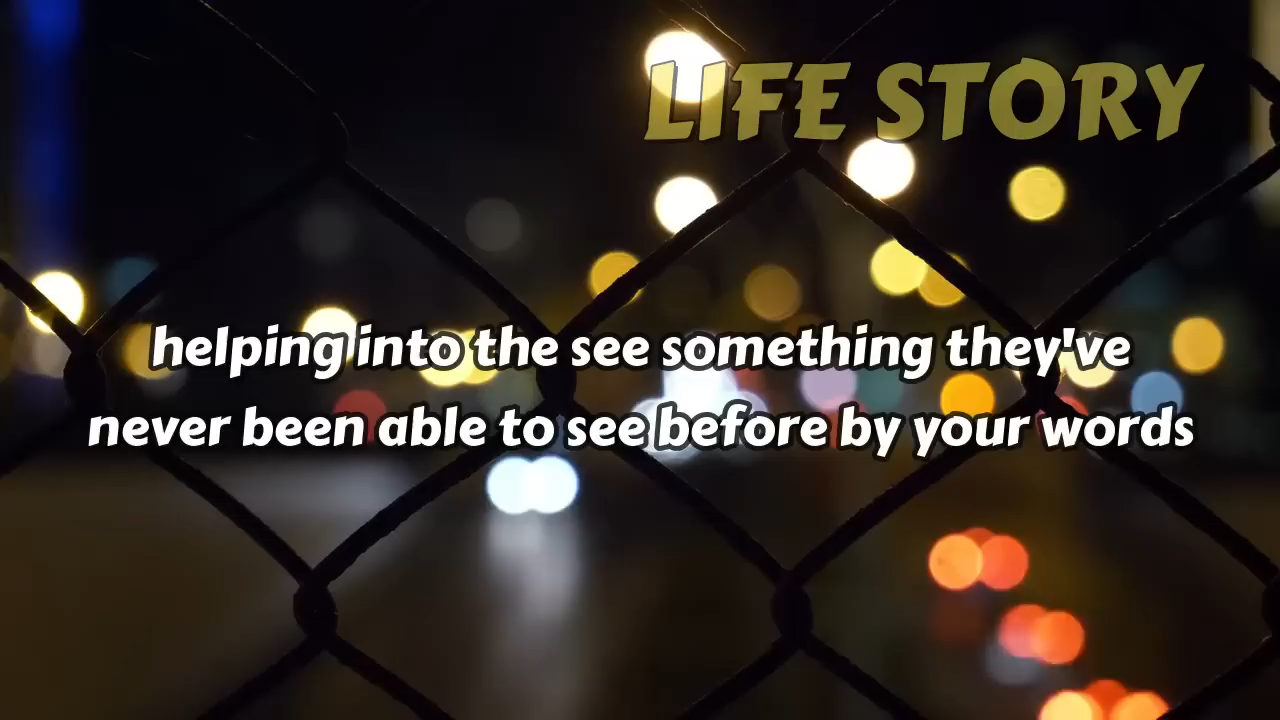 LIFE STORY
helping into the see something they've
never been able to see before by your words